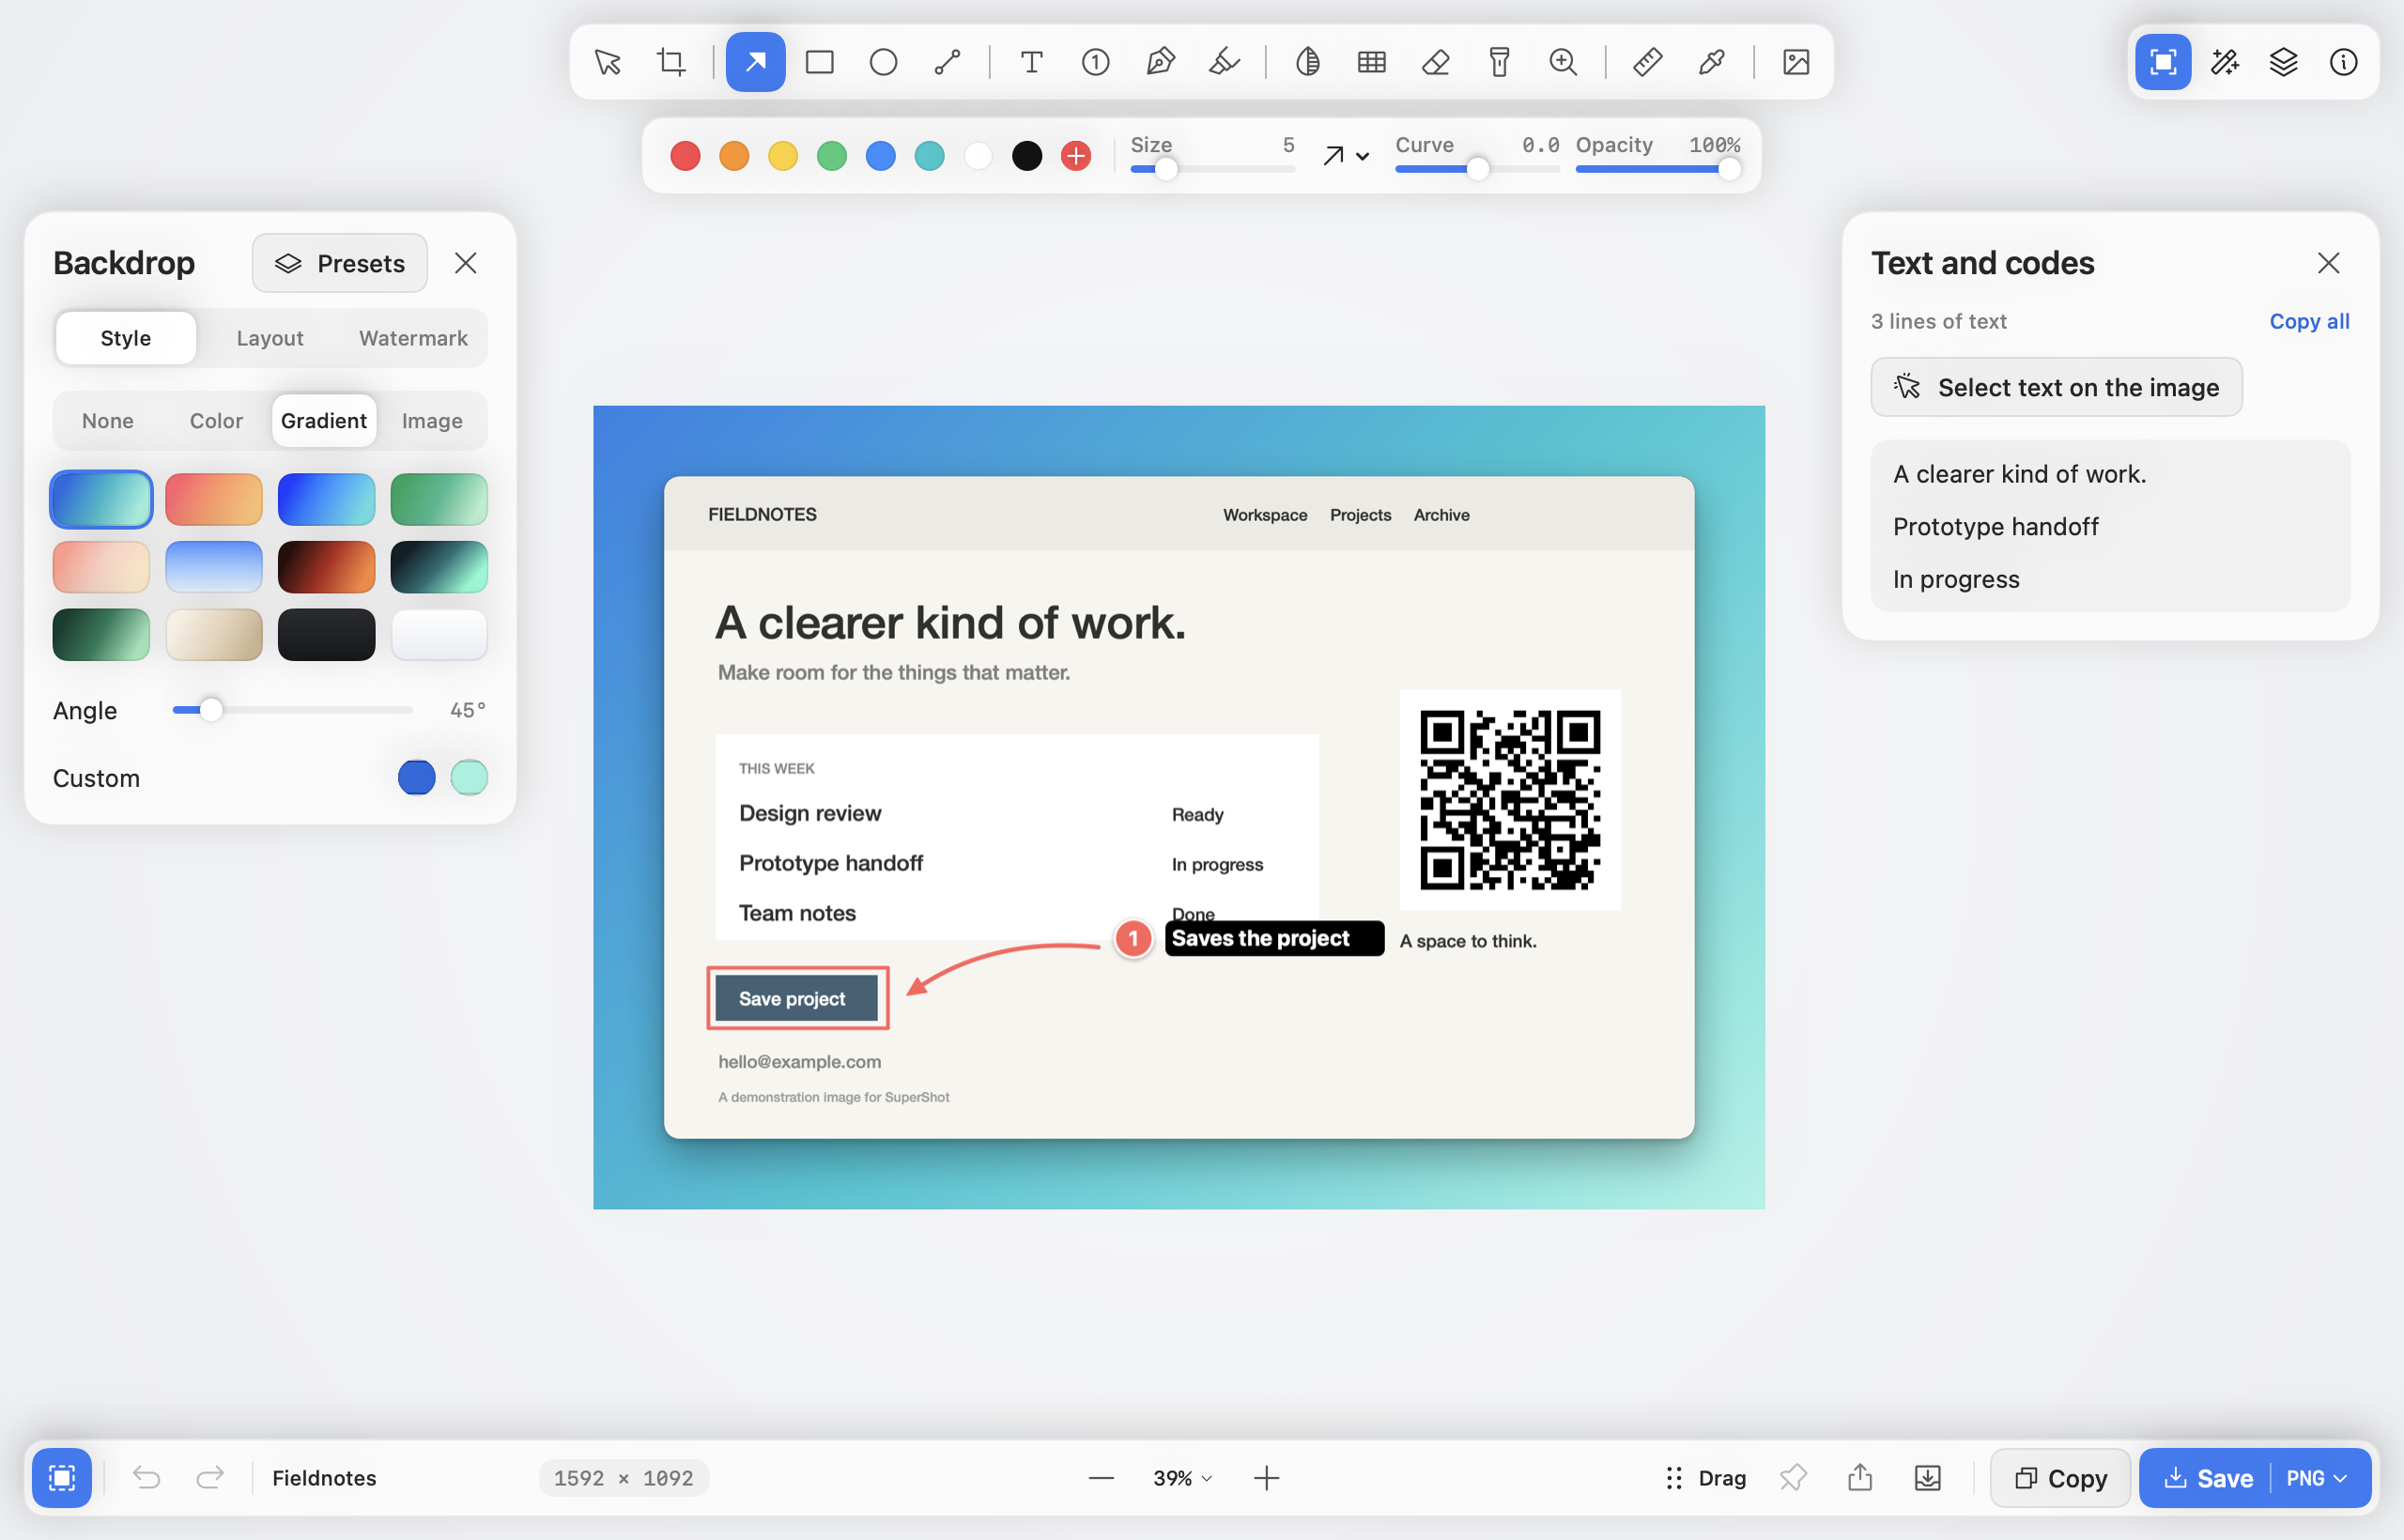 1
Size 5
Curve 0.0
Opacity 100%
Backdrop
Presets
Style Layout Watermark
None Color Gradient Image
Angle 45°
Custom
FIELDNOTES
Workspace Projects Archive
A clearer kind of work.
Make room for the things that matter.
THIS WEEK
Design review Ready
Prototype handoff In progress
Team notes Done
1 Saves the project
A space to think.
Save project
hello@example.com
A demonstration image for SuperShot
Text and codes
3 lines of text Copy all
Select text on the image
A clearer kind of work.
Prototype handoff
In progress
Fieldnotes 1592 × 1092 39% Drag Copy Save PNG